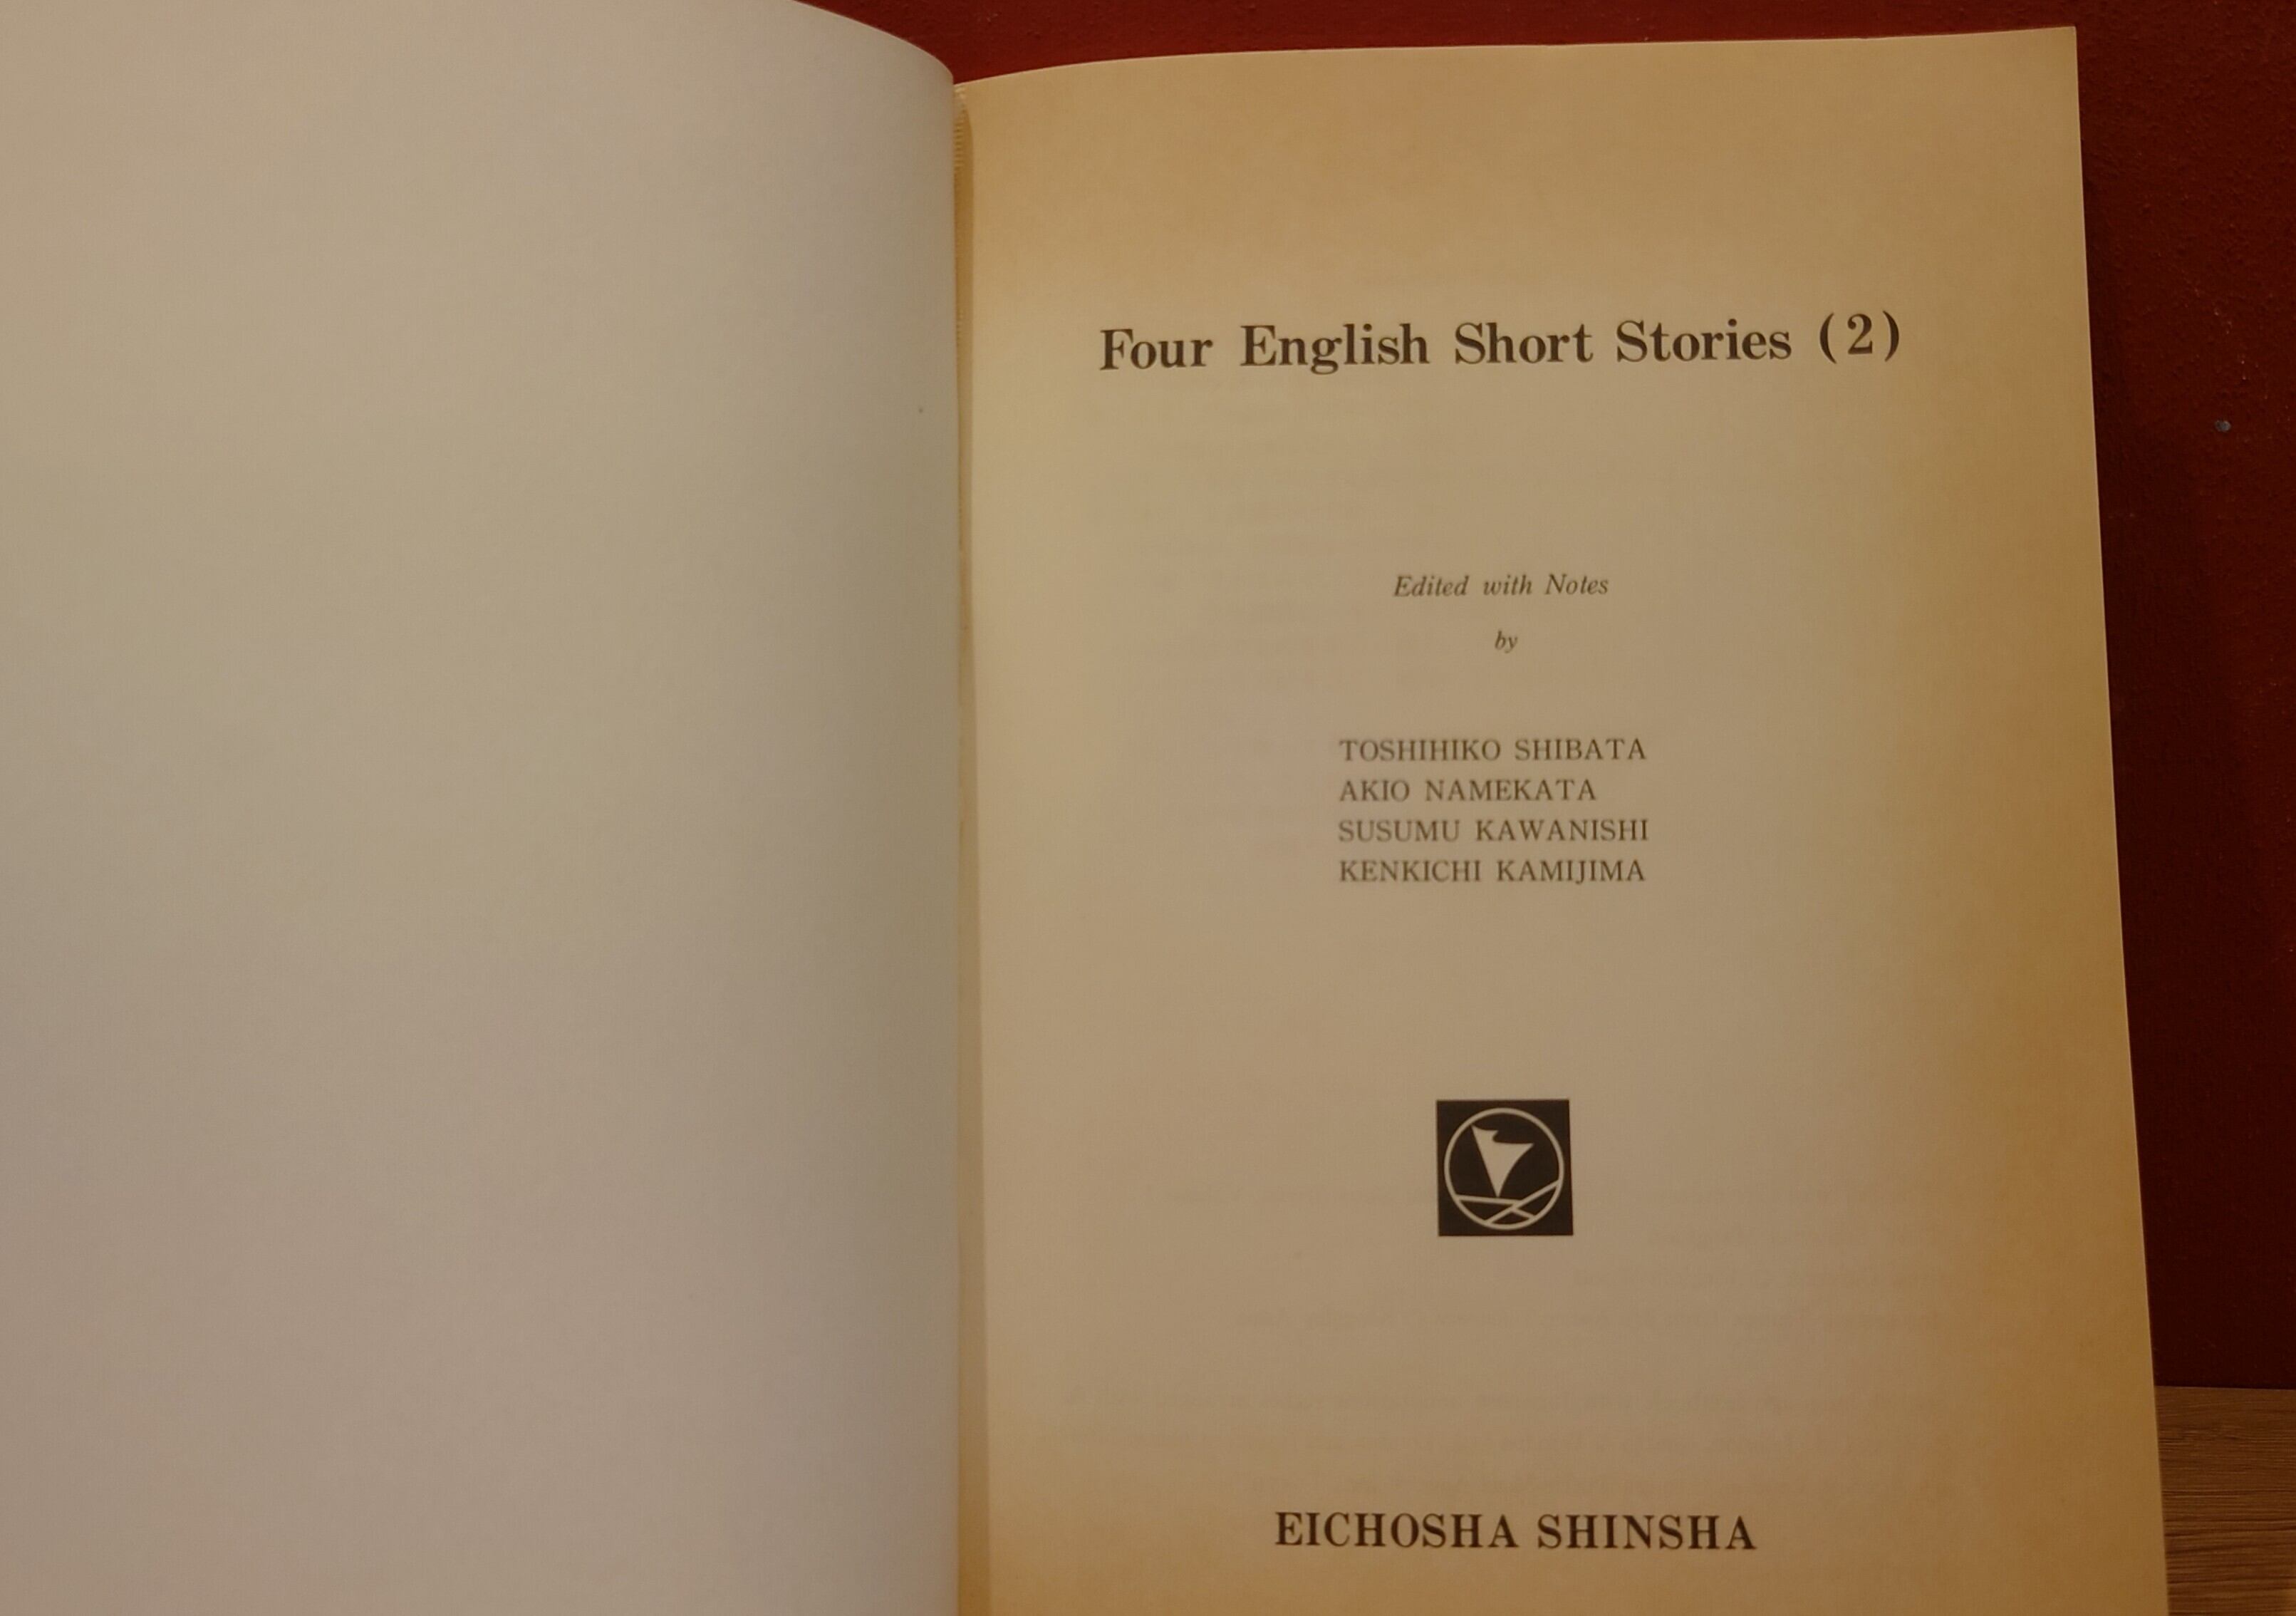 Four English Short Stories (2)
Edited with Notes
by
TOSHIHIKO SHIBATA
AKIO NAMEKATA
SUSUMU KAWANISHI
KENKICHI KAMIJIMA
EICHOSHA SHINSHA